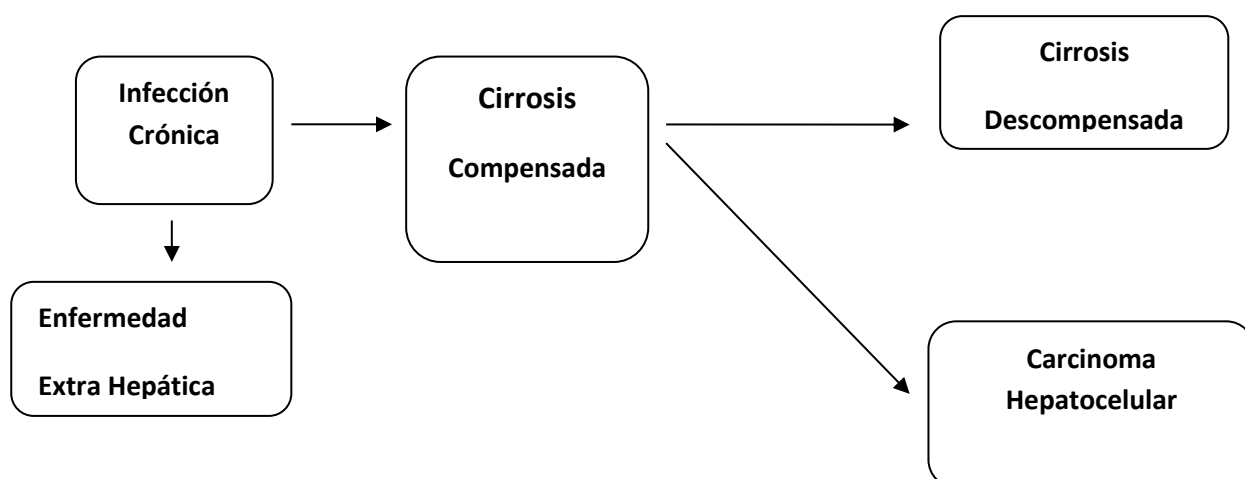 Infección
Crónica
Cirrosis
Compensada
Cirrosis
Descompensada
Enfermedad
Extra Hepática
Carcinoma
Hepatocelular